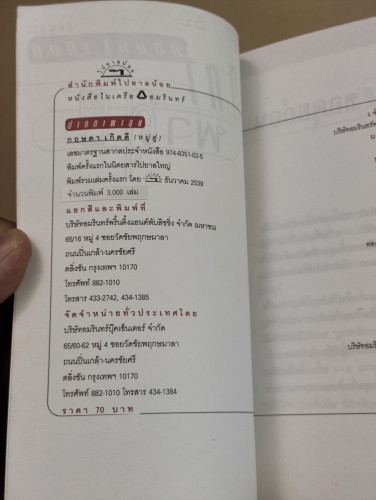 ไปยาลน้อย
สำนักพิมพ์ไปยาลน้อย
หนังสือในเครือ อมรินทร์
กฤษดา เกิดดี (หมู่สู่)
เลขมาตรฐานสากลประจำหนังสือ 974-8351-02-5
พิมพ์ครั้งแรกในนิตยสารไปยาลใหญ่
พิมพ์รวมเล่มครั้งแรก โดย ธันวาคม 2539
จำนวนพิมพ์ 3,000 เล่ม
แยกสีและพิมพ์ที่
บริษัทอมรินทร์พริ้นติ้งแอนด์พับลิชชิ่ง จำกัด (มหาชน)
65/16 หมู่ 4 ซอยวัดชัยพฤกษมาลา
ถนนปิ่นเกล้า-นครชัยศรี
ตลิ่งชัน กรุงเทพฯ 10170
โทรศัพท์ 882-1010
โทรสาร 433-2742, 434-1385
จัดจำหน่ายทั่วประเทศโดย
บริษัทอมรินทร์บุ๊คเซ็นเตอร์ จำกัด
65/60-62 หมู่ 4 ซอยวัดชัยพฤกษมาลา
ถนนปิ่นเกล้า-นครชัยศรี
ตลิ่งชัน กรุงเทพฯ 10170
โทรศัพท์ 882-1010 โทรสาร 434-1384
ราคา 70 บาท